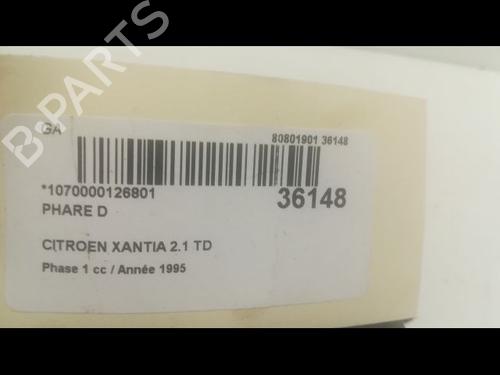 B-PARTS
GA
80801901 36148
*1070000126801
36148
PHARE D
CITROEN XANTIA 2.1 TD
Phase 1 cc / Année 1995